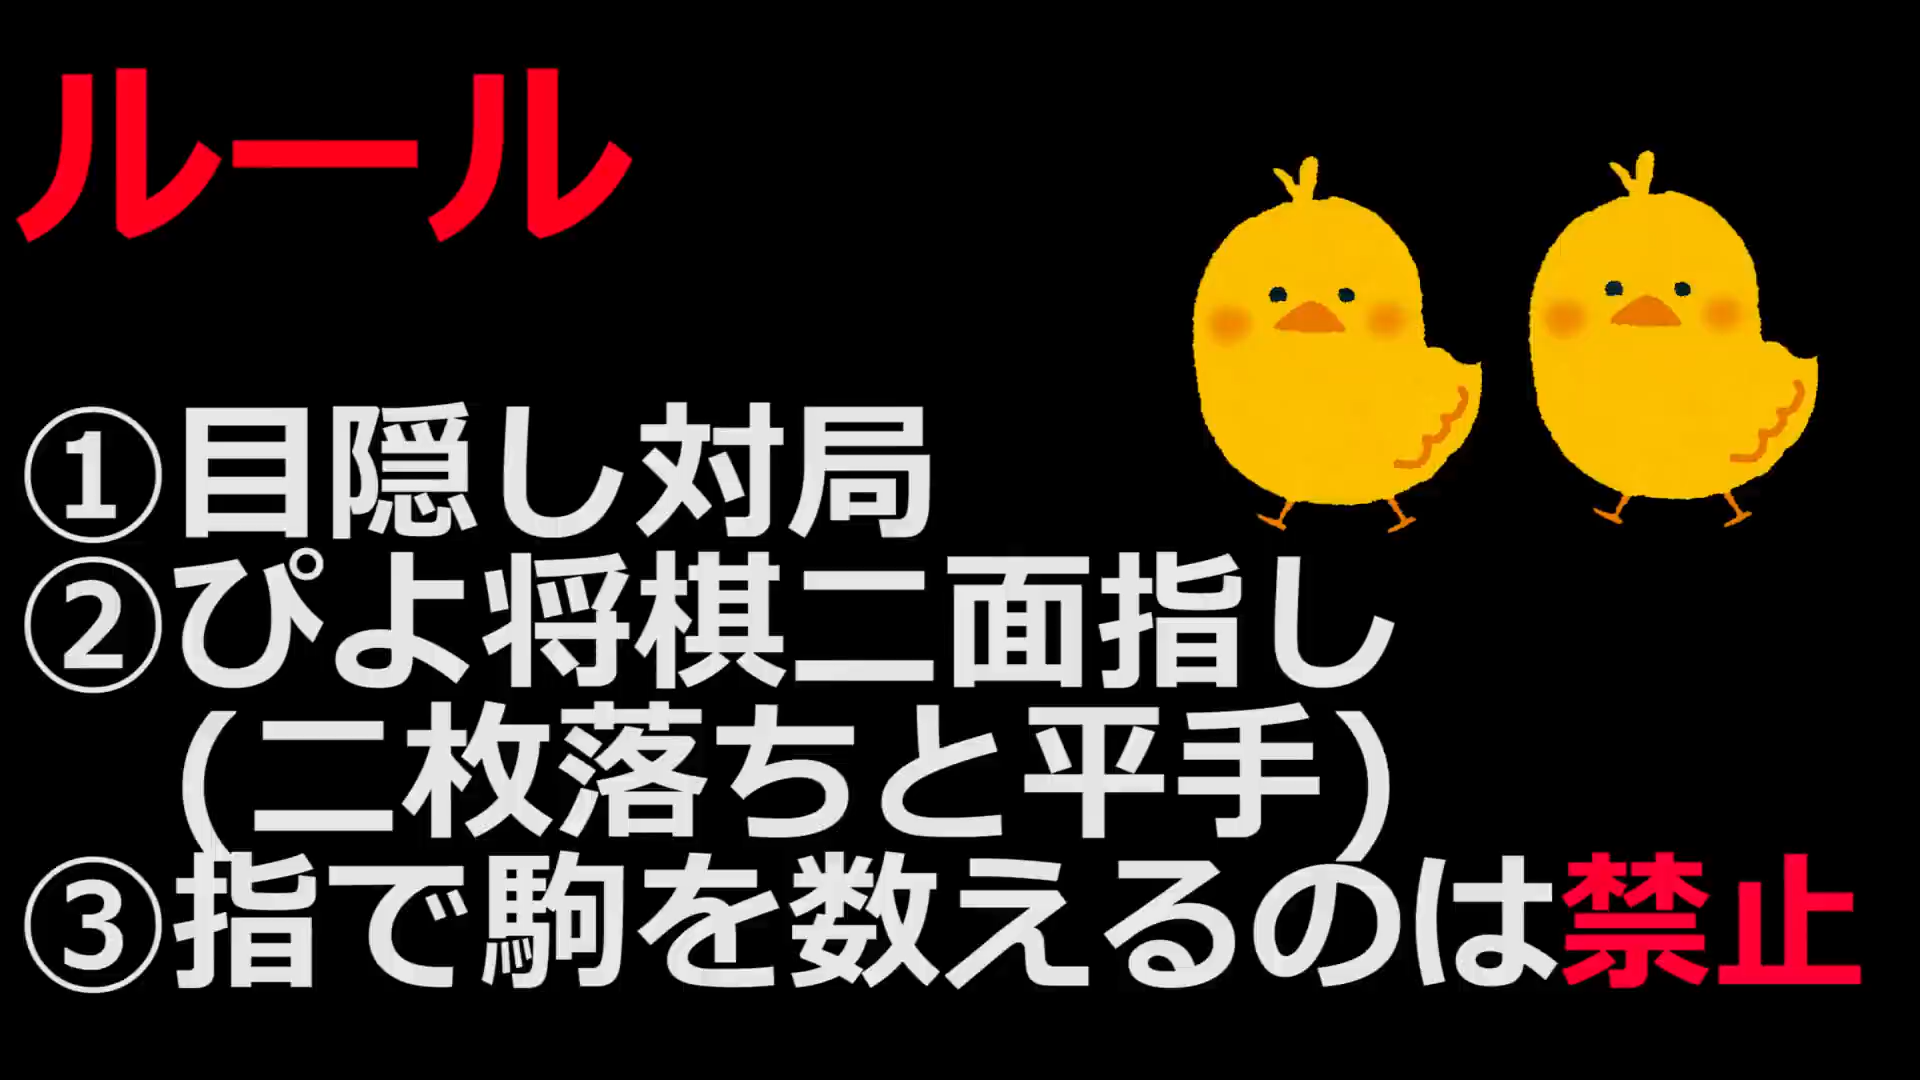 ルール
①目隠し対局
②ぴよ将棋二面指し
(二枚落ちと平手)
③指で駒を数えるのは禁止